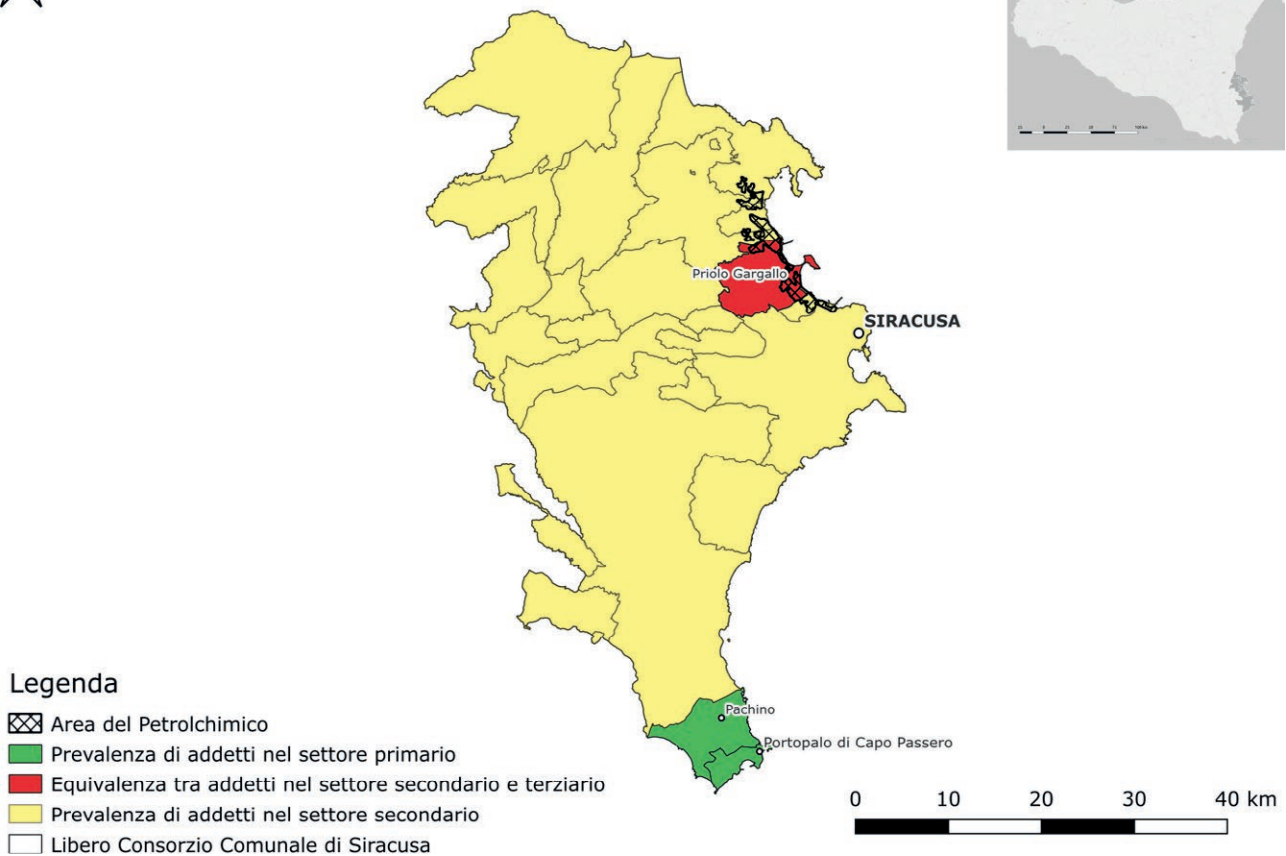 Priolo Gargallo
SIRACUSA
Pachino
Portopalo di Capo Passero
Legenda
Area del Petrolchimico
Prevalenza di addetti nel settore primario
Equivalenza tra addetti nel settore secondario e terziario
Prevalenza di addetti nel settore secondario
Libero Consorzio Comunale di Siracusa
0 10 20 30 40 km